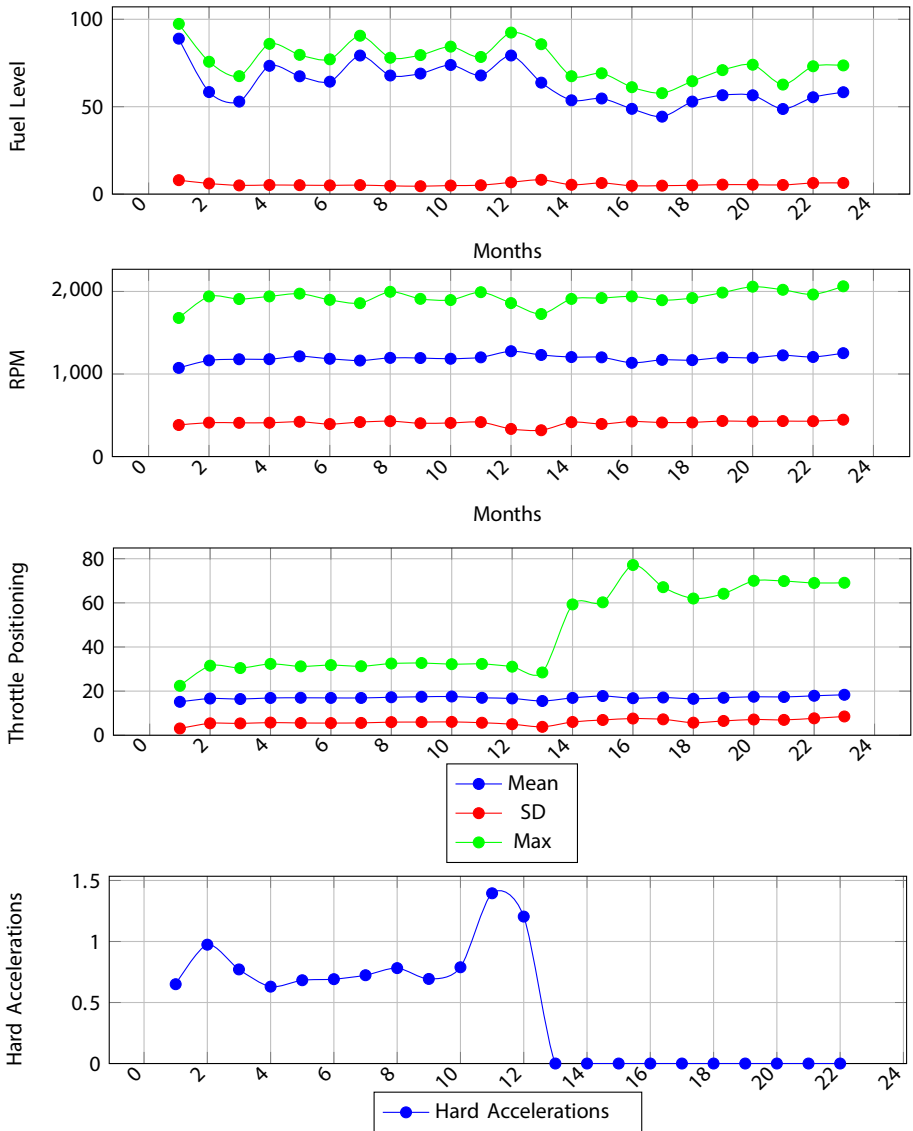 100
50
0
Fuel Level
0 2 4 6 8 10 12 14 16 18 20 22 24
Months
2,000
1,000
0
RPM
0 2 4 6 8 10 12 14 16 18 20 22 24
Months
80
60
40
20
0
Throttle Positioning
0 2 4 6 8 10 12 14 16 18 20 22 24
Mean
SD
Max
1.5
1
0.5
0
Hard Accelerations
0 2 4 6 8 10 12 14 16 18 20 22 24
Hard Accelerations